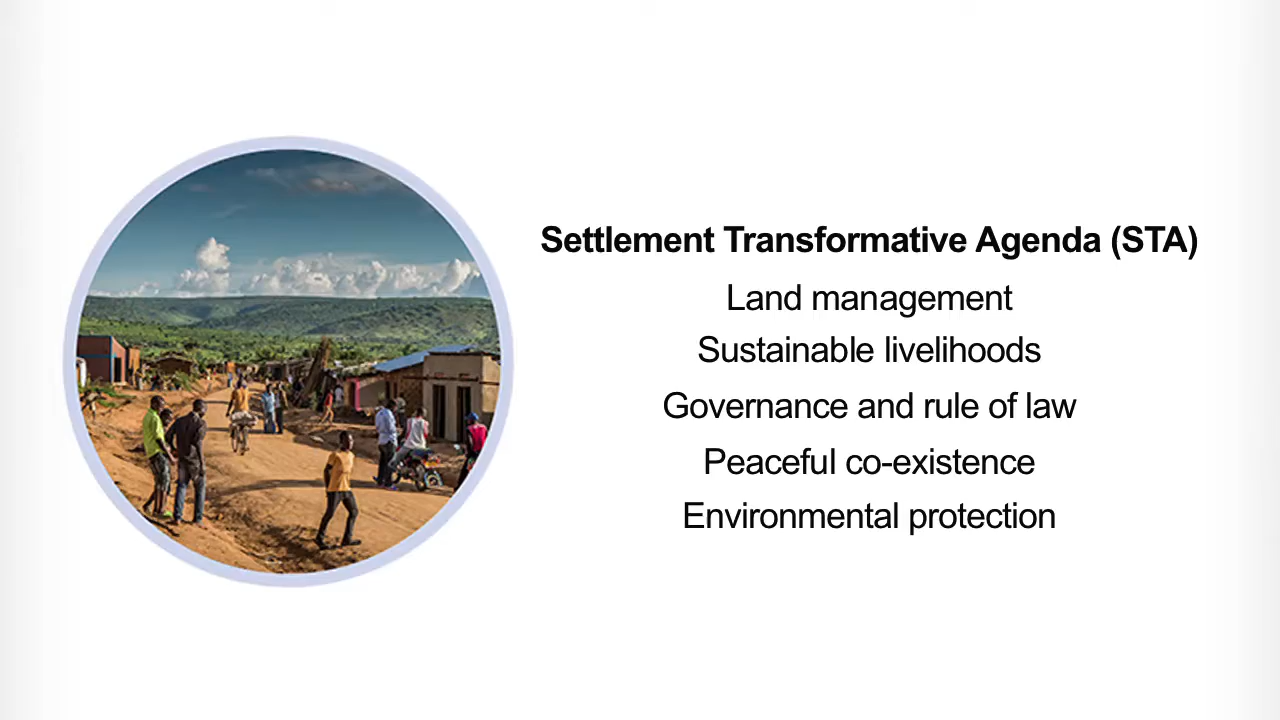 Settlement Transformative Agenda (STA)
Land management
Sustainable livelihoods
Governance and rule of law
Peaceful co-existence
Environmental protection